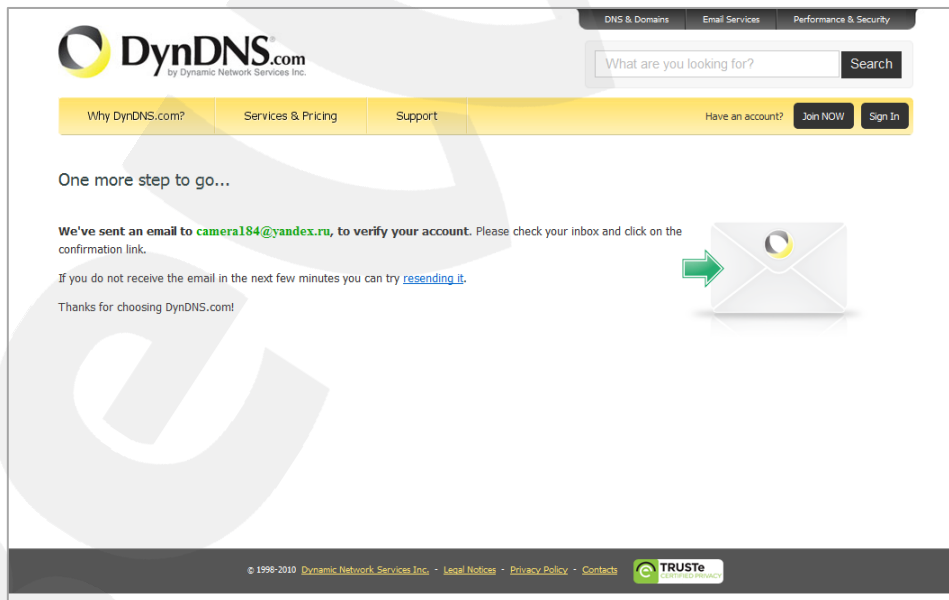 DNS & Domains Email Services Performance & Security
DynDNS.com
by Dynamic Network Services Inc.
What are you looking for? Search
Why DynDNS.com? Services & Pricing Support Have an account? Join NOW Sign In
One more step to go...
We've sent an email to camera184@yandex.ru, to verify your account. Please check your inbox and click on the
confirmation link.
If you do not receive the email in the next few minutes you can try resending it.
Thanks for choosing DynDNS.com!
© 1998-2010 Dynamic Network Services Inc. - Legal Notices - Privacy Policy - Contacts TRUSTe
CERTIFIED PRIVACY